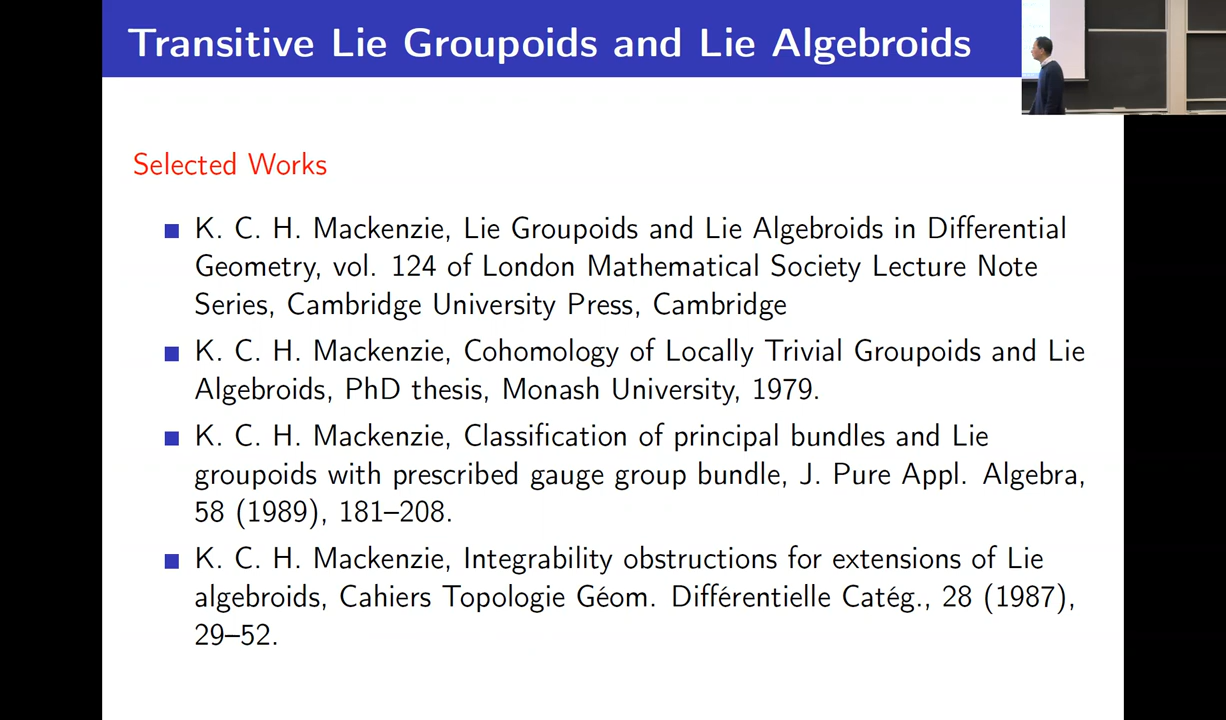 Transitive Lie Groupoids and Lie Algebroids
Selected Works
K. C. H. Mackenzie, Lie Groupoids and Lie Algebroids in Differential
Geometry, vol. 124 of London Mathematical Society Lecture Note
Series, Cambridge University Press, Cambridge
K. C. H. Mackenzie, Cohomology of Locally Trivial Groupoids and Lie
Algebroids, PhD thesis, Monash University, 1979.
K. C. H. Mackenzie, Classification of principal bundles and Lie
groupoids with prescribed gauge group bundle, J. Pure Appl. Algebra,
58 (1989), 181–208.
K. C. H. Mackenzie, Integrability obstructions for extensions of Lie
algebroids, Cahiers Topologie Géom. Différentielle Catég., 28 (1987),
29–52.